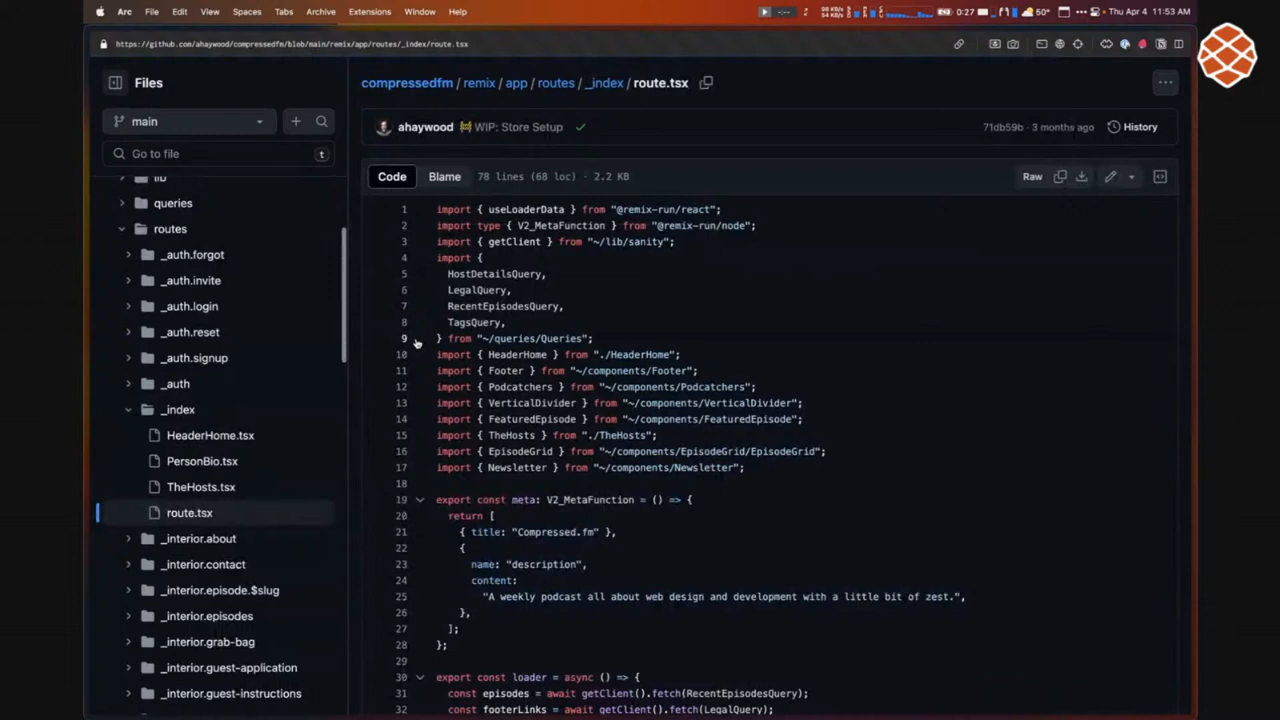 Arc File Edit View Spaces Tabs Archive Extensions Window Help
0:27 50° Thu Apr 4 11:53 AM
https://github.com/ahaywood/compressedfm/blob/main/remix/app/routes/_index/route.tsx
Files
main
Go to file t
lib
queries
routes
_auth.forgot
_auth.invite
_auth.login
_auth.reset
_auth.signup
_auth
_index
HeaderHome.tsx
PersonBio.tsx
TheHosts.tsx
route.tsx
_interior.about
_interior.contact
_interior.episode.$slug
_interior.episodes
_interior.grab-bag
_interior.guest-application
_interior.guest-instructions
compressedfm / remix / app / routes / _index / route.tsx
ahaywood 🚧 WIP: Store Setup 71db59b · 3 months ago History
Code Blame 78 lines (68 loc) · 2.2 KB Raw
1 import { useLoaderData } from "@remix-run/react";
2 import type { V2_MetaFunction } from "@remix-run/node";
3 import { getClient } from "~/lib/sanity";
4 import {
5 HostDetailsQuery,
6 LegalQuery,
7 RecentEpisodesQuery,
8 TagsQuery,
9 } from "~/queries/Queries";
10 import { HeaderHome } from "./HeaderHome";
11 import { Footer } from "~/components/Footer";
12 import { Podcatchers } from "~/components/Podcatchers";
13 import { VerticalDivider } from "~/components/VerticalDivider";
14 import { FeaturedEpisode } from "~/components/FeaturedEpisode";
15 import { TheHosts } from "./TheHosts";
16 import { EpisodeGrid } from "~/components/EpisodeGrid/EpisodeGrid";
17 import { Newsletter } from "~/components/Newsletter";
18
19 export const meta: V2_MetaFunction = () => {
20 return [
21 { title: "Compressed.fm" },
22 {
23 name: "description",
24 content:
25 "A weekly podcast all about web design and development with a little bit of zest.",
26 },
27 ];
28 };
29
30 export const loader = async () => {
31 const episodes = await getClient().fetch(RecentEpisodesQuery);
32 const footerLinks = await getClient().fetch(LegalQuery);